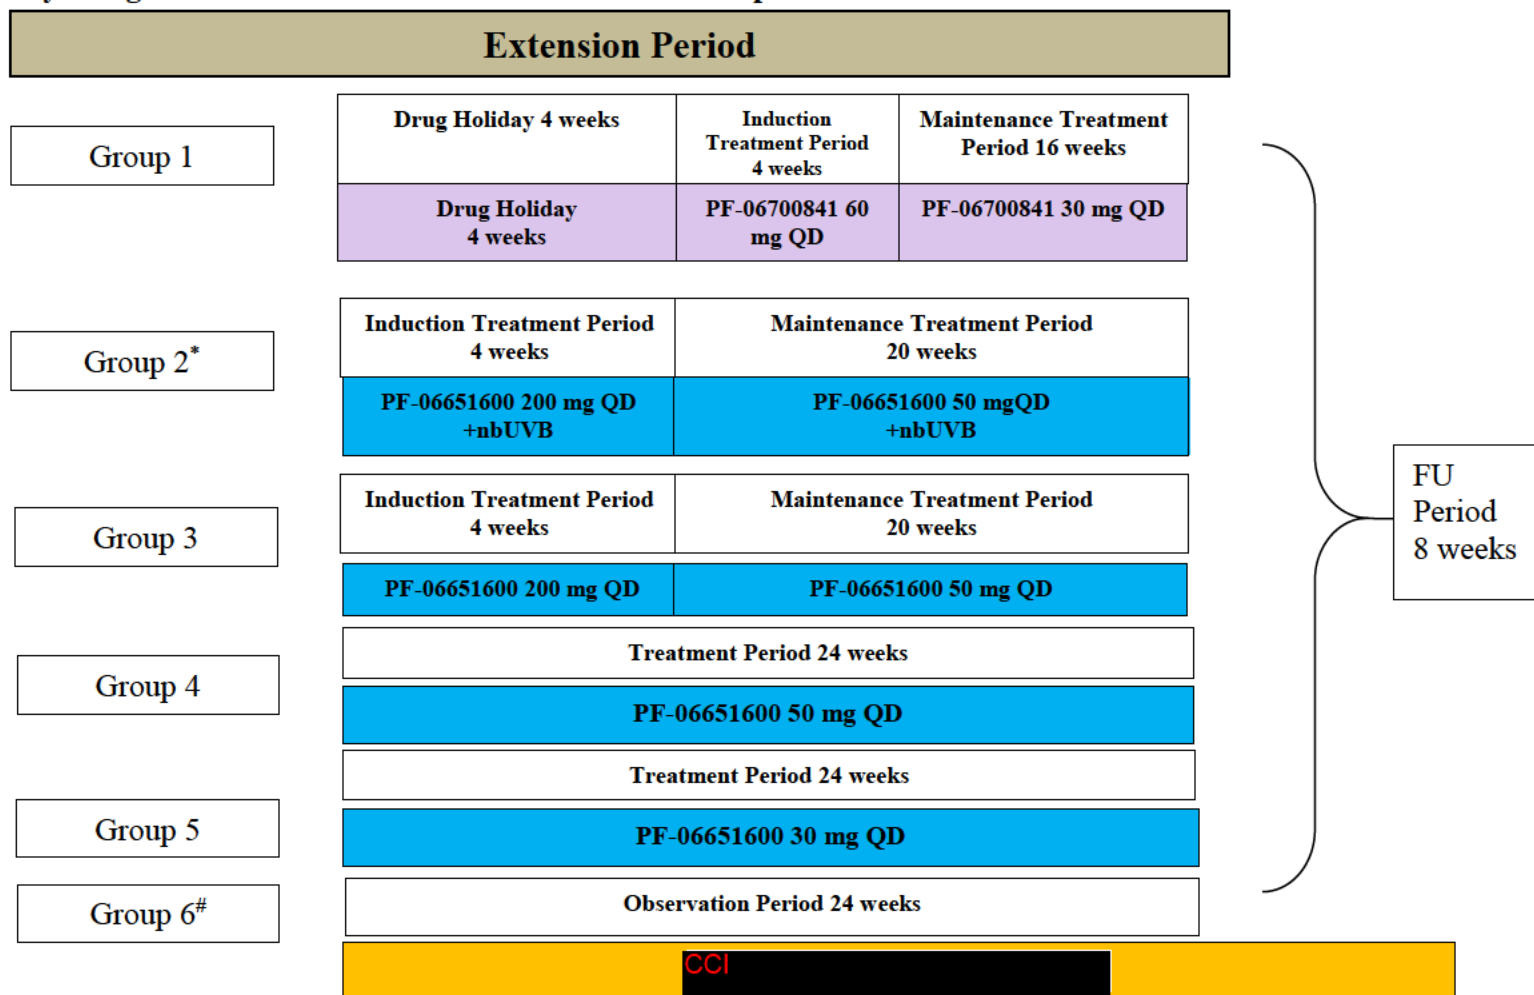 Extension Period
Group 1
Drug Holiday 4 weeks
Induction
Treatment Period
4 weeks
Maintenance Treatment
Period 16 weeks
Drug Holiday
4 weeks
PF-06700841 60
mg QD
PF-06700841 30 mg QD
Group 2*
Induction Treatment Period
4 weeks
Maintenance Treatment Period
20 weeks
PF-06651600 200 mg QD
+nbUVB
PF-06651600 50 mgQD
+nbUVB
Group 3
Induction Treatment Period
4 weeks
Maintenance Treatment Period
20 weeks
PF-06651600 200 mg QD
PF-06651600 50 mg QD
FU
Period
8 weeks
Group 4
Treatment Period 24 weeks
PF-06651600 50 mg QD
Group 5
Treatment Period 24 weeks
PF-06651600 30 mg QD
Group 6#
Observation Period 24 weeks
CCI